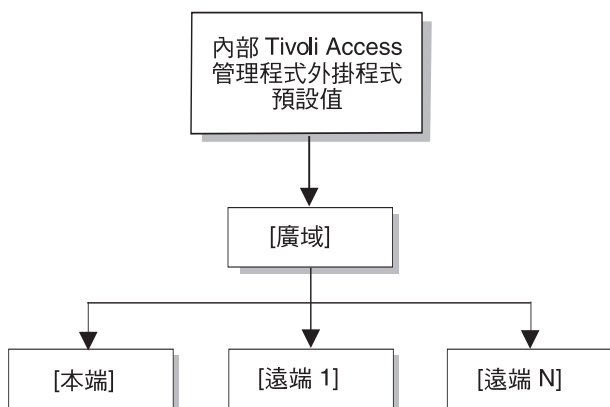 內部 Tivoli Access
管理程式外掛程式
預設值
[廣域]
[本端]
[遠端 1]
[遠端 N]